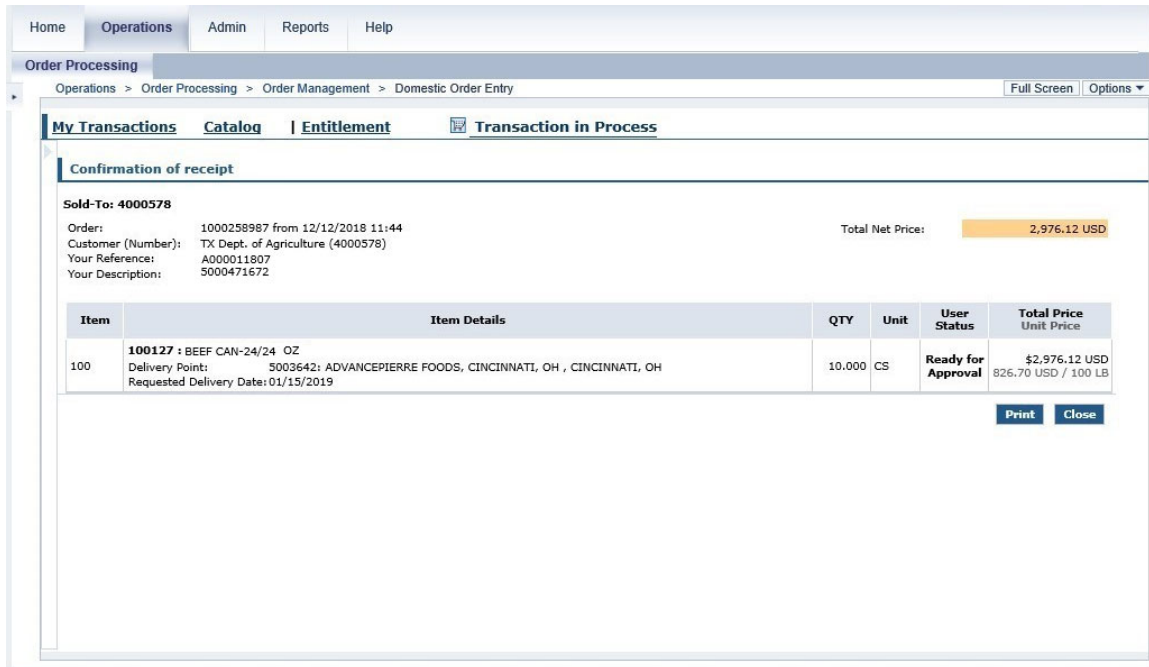 Home Operations Admin Reports Help
Order Processing
Operations > Order Processing > Order Management > Domestic Order Entry Full Screen Options
My Transactions Catalog | Entitlement Transaction in Process
Confirmation of receipt
Sold-To: 4000578
Order: 1000258987 from 12/12/2018 11:44 Total Net Price: 2,976.12 USD
Customer (Number): TX Dept. of Agriculture (4000578)
Your Reference: A000011807
Your Description: 5000471672
Item Item Details QTY Unit User Status Total Price
Unit Price
100127 : BEEF CAN-24/24 OZ
100 Delivery Point: 5003642: ADVANCEPIERRE FOODS, CINCINNATI, OH , CINCINNATI, OH 10.000 CS Ready for Approval $2,976.12 USD
826.70 USD / 100 LB
Requested Delivery Date: 01/15/2019
Print Close